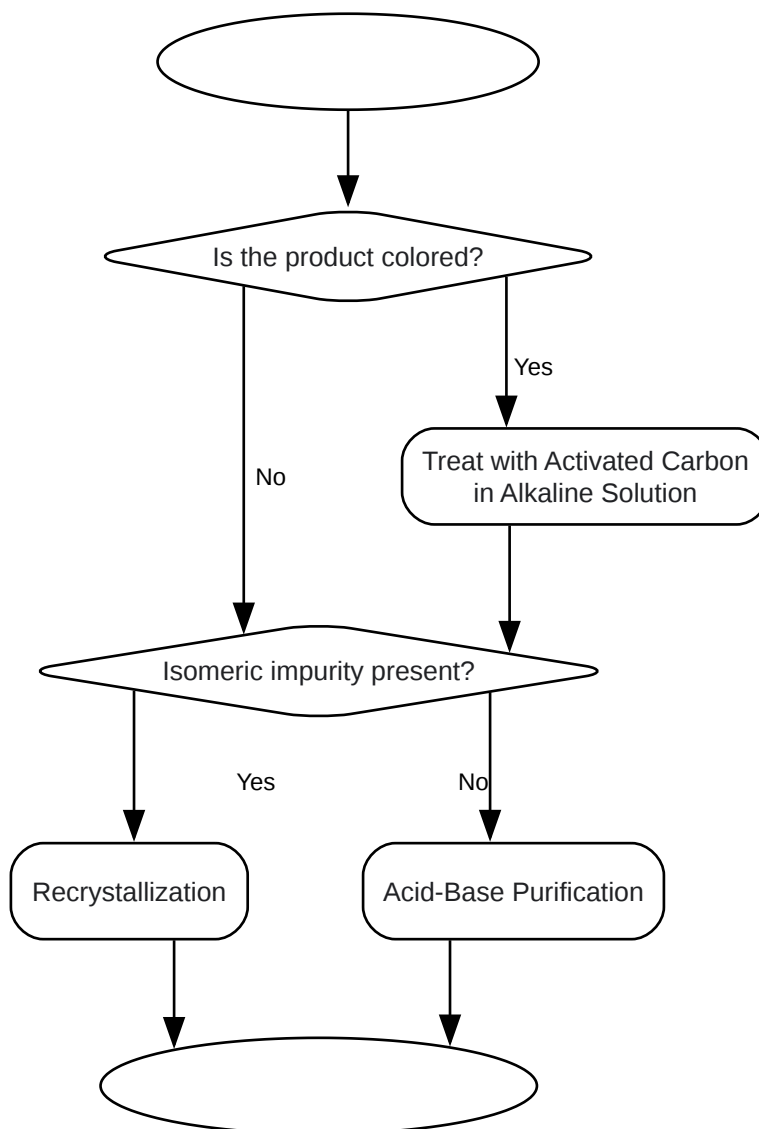 Is the product colored?
Yes
Treat with Activated Carbon
in Alkaline Solution
No
Isomeric impurity present?
Yes
No
Recrystallization
Acid-Base Purification